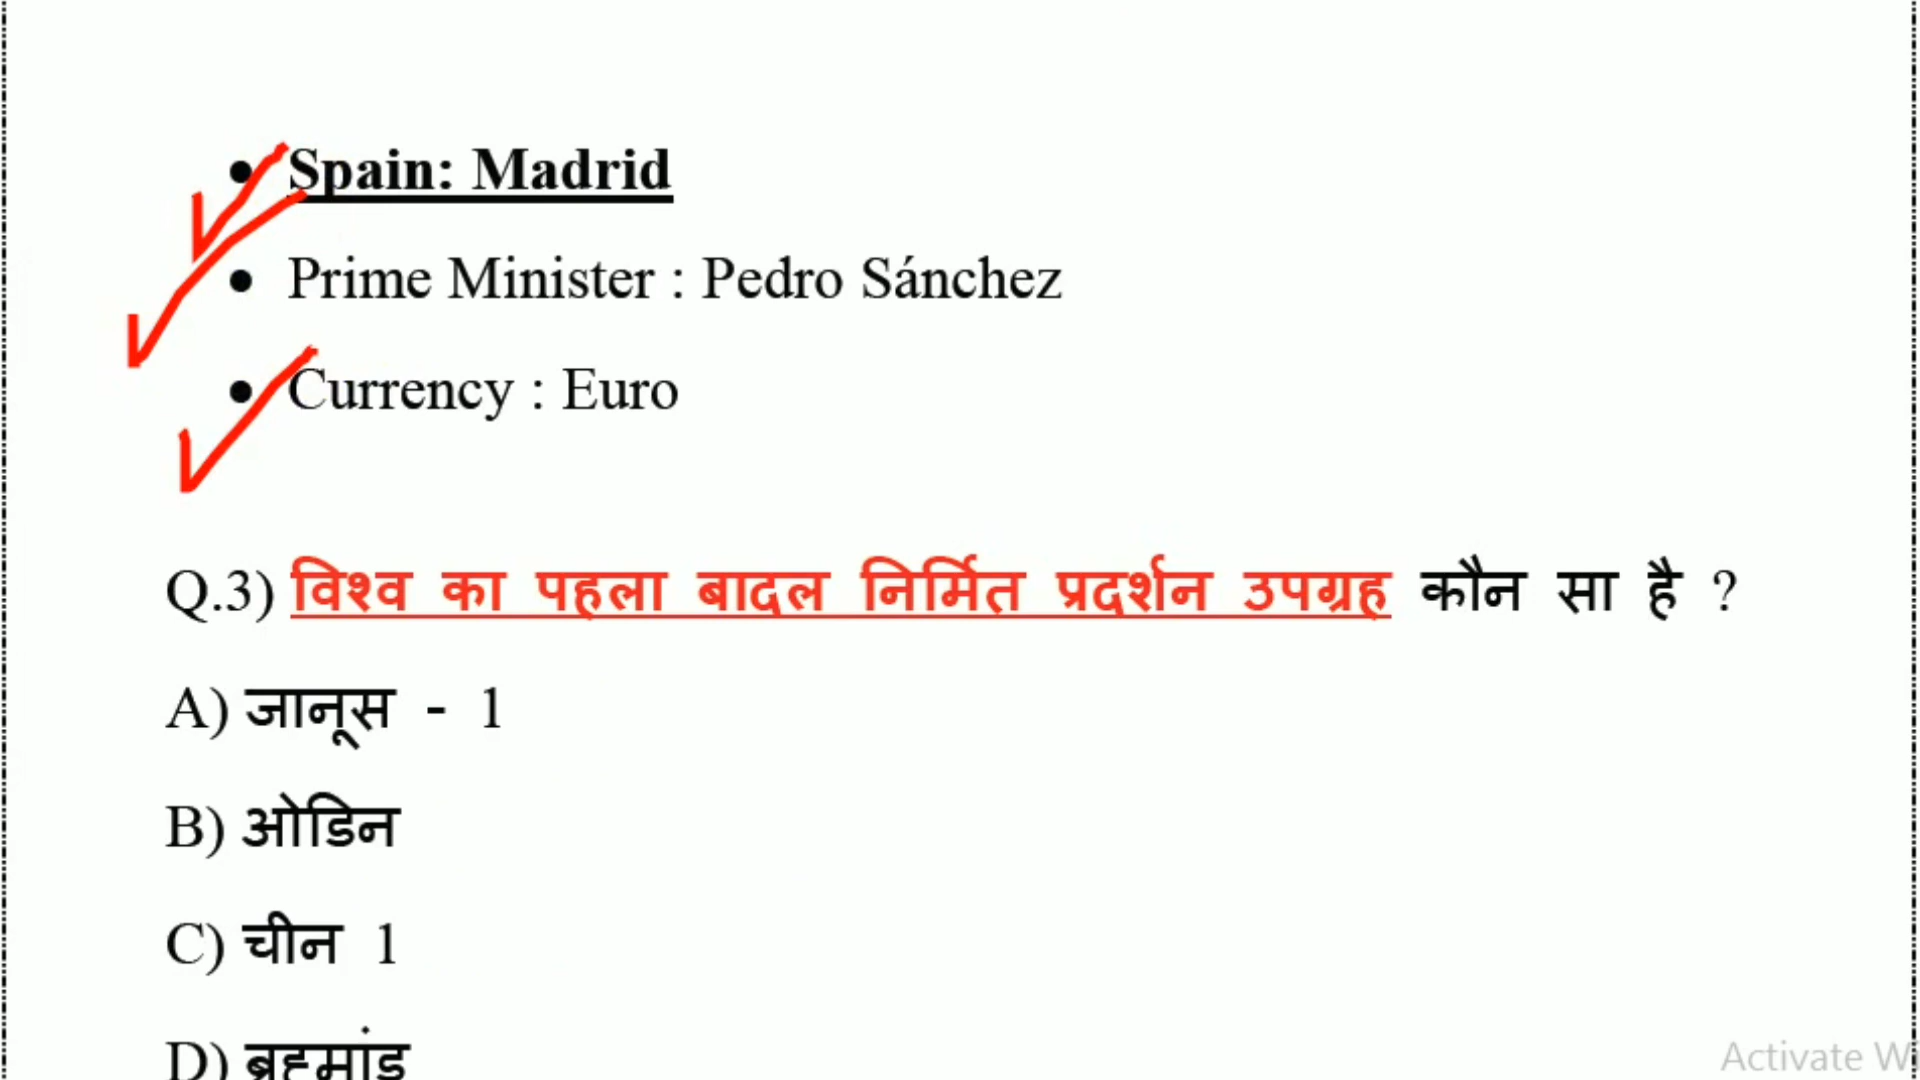 • Spain: Madrid
• Prime Minister : Pedro Sánchez
• Currency : Euro
Q.3) विश्व का पहला बादल निर्मित प्रदर्शन उपग्रह कौन सा है ?
A) जानूस - 1
B) ओडिन
C) चीन 1
D) ब्रह्मांड
Activate Wi